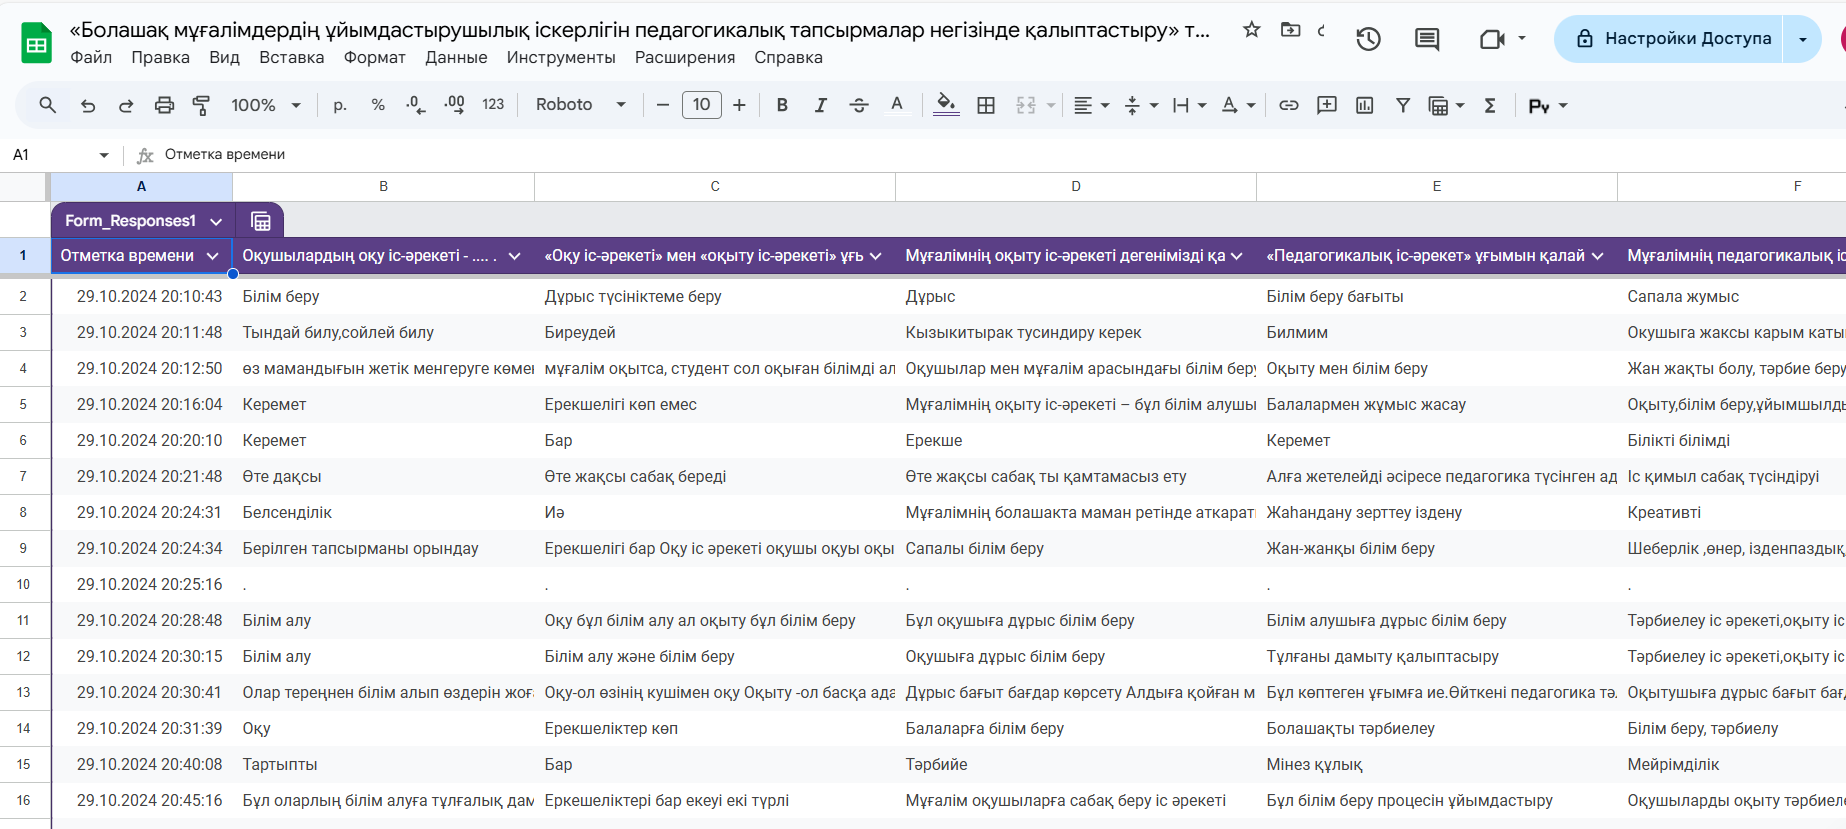 «Болашақ мұғалімдердің ұйымдастырушылық іскерлігін педагогикалық тапсырмалар негізінде қалыптастыру» т...
Файл Правка Вид Вставка Формат Данные Инструменты Расширения Справка
Настройки Доступа
100% р. % .0 .00 123 Roboto 10
A1 Отметка времени
A B C D E F
Form_Responses1
1 Отметка времени Оқушылардың оқу іс-әрекеті - .... . «Оқу іс-әрекеті» мен «оқыту іс-әрекеті» ұғы Мұғалімнің оқыту іс-әрекеті дегенімізді қа «Педагогикалық іс-әрекет» ұғымын қалай Мұғалімнің педагогикалық іс
2 29.10.2024 20:10:43 Білім беру Дұрыс түсініктеме беру Дұрыс Білім беру бағыты Сапала жумыс
3 29.10.2024 20:11:48 Тындай билу,сойлей билу Биреудей Кызыкитырак тусиндиру керек Билмим Окушыга жаксы карым каты
4 29.10.2024 20:12:50 өз мамандығын жетік менгеруге көме мұғалім оқытса, студент сол оқыған білімді ал Оқушылар мен мұғалім арасындағы білім беру Оқыту мен білім беру Жан жақты болу, тәрбие беру
5 29.10.2024 20:16:04 Керемет Ерекшелігі көп емес Мұғалімнің оқыту іс-әрекеті – бұл білім алушы Балалармен жұмыс жасау Оқыту,білім беру,ұйымшылды
6 29.10.2024 20:20:10 Керемет Бар Ерекше Керемет Білікті білімді
7 29.10.2024 20:21:48 Өте дақсы Өте жақсы сабақ береді Өте жақсы сабақ ты қамтамасыз ету Алға жетелейді әсіресе педагогика түсінген ад Іс қимыл сабақ түсіндіруі
8 29.10.2024 20:24:31 Белсенділік Иә Мұғалімнің болашакта маман ретінде аткарат Жаһандану зерттеу іздену Креативті
9 29.10.2024 20:24:34 Берілген тапсырманы орындау Ерекшелігі бар Оқу іс әрекеті оқушы оқуы оқы Сапалы білім беру Жан-жанқы білім беру Шеберлік ,өнер, ізденпаздық
10 29.10.2024 20:25:16 . . . . .
11 29.10.2024 20:28:48 Білім алу Оқу бұл білім алу ал оқыту бұл білім беру Бұл оқушыға дұрыс білім беру Білім алушыға дұрыс білім беру Тәрбиелеу іс әрекеті,оқыту іс
12 29.10.2024 20:30:15 Білім алу Білім алу және білім беру Оқушыға дұрыс білім беру Тұлғаны дамыту қалыптасыру Тәрбиелеу іс әрекеті,оқыту іс
13 29.10.2024 20:30:41 Олар тереңнен білім алып өздерін жоғ Оқу-ол өзінің кушімен оқу Оқыту -ол басқа ада Дұрыс бағыт бағдар көрсету Алдыға қойған м Бұл көптеген ұғымға ие.Өйткені педагогика тә Оқытушыға дұрыс бағыт бағ
14 29.10.2024 20:31:39 Оқу Ерекшеліктер көп Балаларға білім беру Болашақты тәрбиелеу Білім беру, тәрбиелу
15 29.10.2024 20:40:08 Тартыпты Бар Тәрбийе Мінез құлық Мейрімділік
16 29.10.2024 20:45:16 Бұл оларлың білім алуға тұлғалық дам Еркешеліктері бар екеуі екі түрлі Мұғалім оқушыларға сабақ беру іс әрекеті Бұл білім беру процесін ұйымдастыру Оқушыларды оқыту тәрбиеле